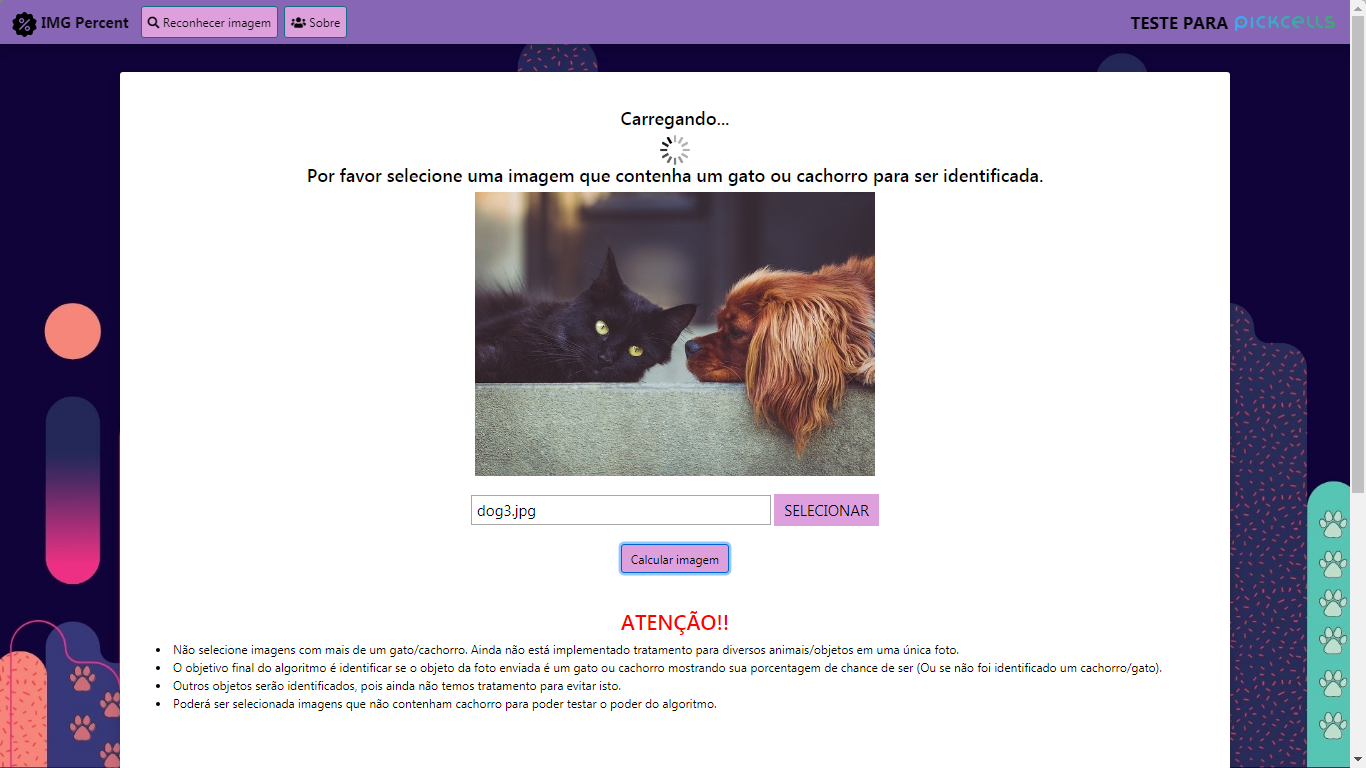 IMG Percent Reconhecer imagem Sobre TESTE PARA pickcells
Carregando...
Por favor selecione uma imagem que contenha um gato ou cachorro para ser identificada.
dog3.jpg SELECIONAR
Calcular imagem
ATENÇÃO!!
• Não selecione imagens com mais de um gato/cachorro. Ainda não está implementado tratamento para diversos animais/objetos em uma única foto.
• O objetivo final do algoritmo é identificar se o objeto da foto enviada é um gato ou cachorro mostrando sua porcentagem de chance de ser (Ou se não foi identificado um cachorro/gato).
• Outros objetos serão identificados, pois ainda não temos tratamento para evitar isto.
• Poderá ser selecionada imagens que não contenham cachorro para poder testar o poder do algoritmo.